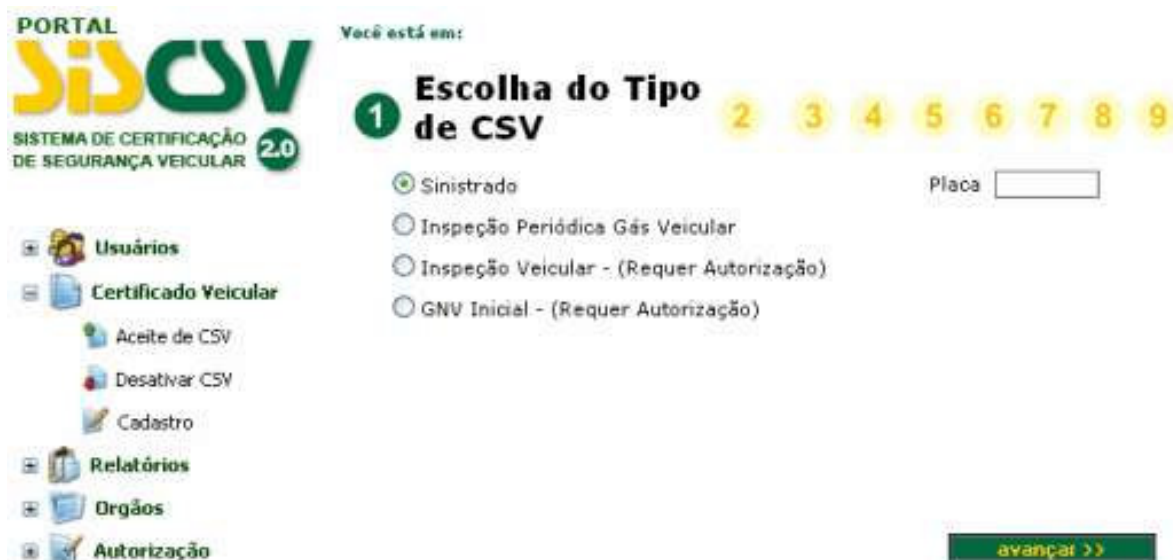 PORTAL
SiSCSV
SISTEMA DE CERTIFICAÇÃO
DE SEGURANÇA VEICULAR 2.0
Você está em:
1 Escolha do Tipo
de CSV
2 3 4 5 6 7 8 9
Sinistrado
Placa
Inspeção Periódica Gás Veicular
Inspeção Veicular - (Requer Autorização)
GNV Inicial - (Requer Autorização)
Usuários
Certificado Veicular
Aceite de CSV
Desativar CSV
Cadastro
Relatórios
Orgãos
Autorização
avançar >>